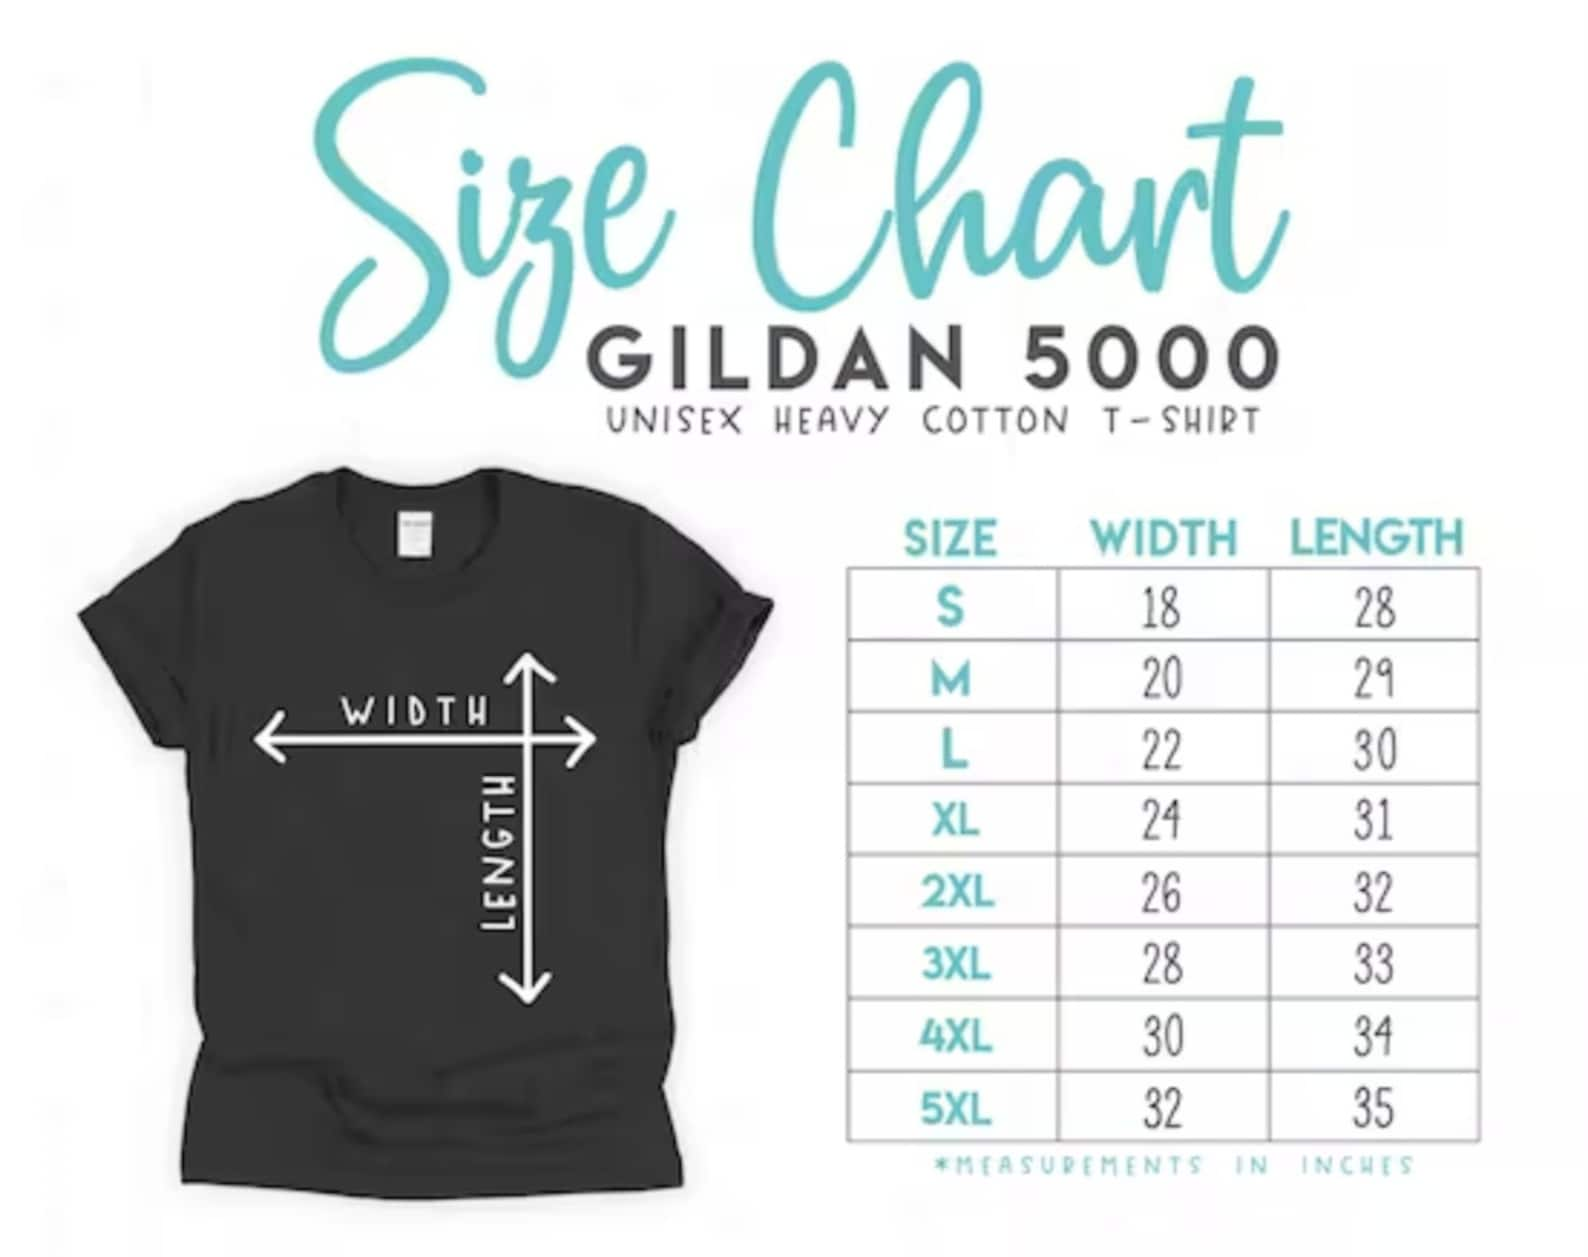 Size Chart
GILDAN 5000
UNISEX HEAVY COTTON T-SHIRT
WIDTH
LENGTH
SIZE WIDTH LENGTH
S 18 28
M 20 29
L 22 30
XL 24 31
2XL 26 32
3XL 28 33
4XL 30 34
5XL 32 35
*MEASUREMENTS IN INCHES